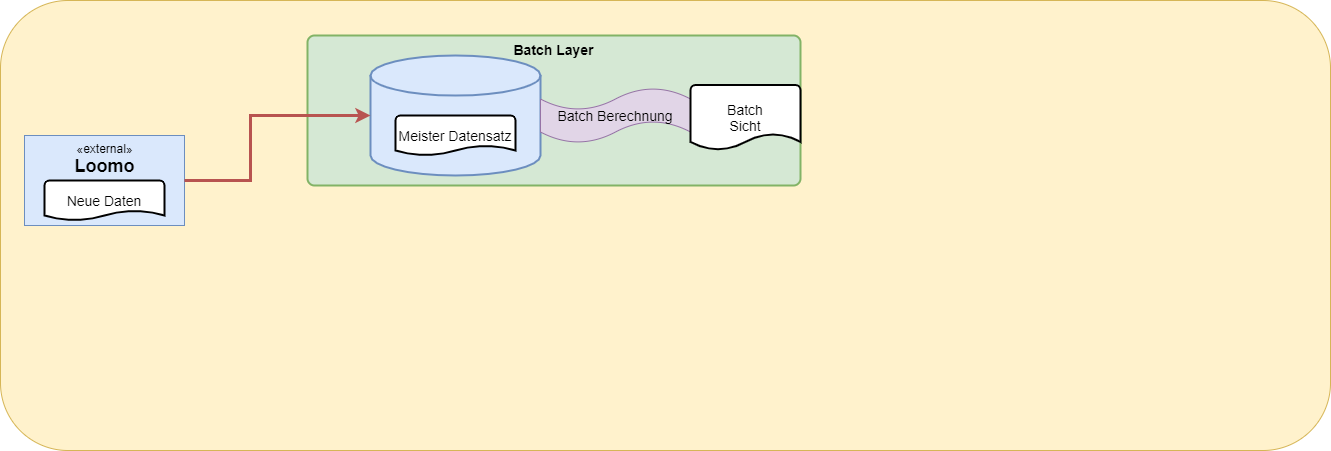 Batch Layer
«external»
Loomo
Neue Daten
Meister Datensatz
Batch Berechnung
Batch
Sicht